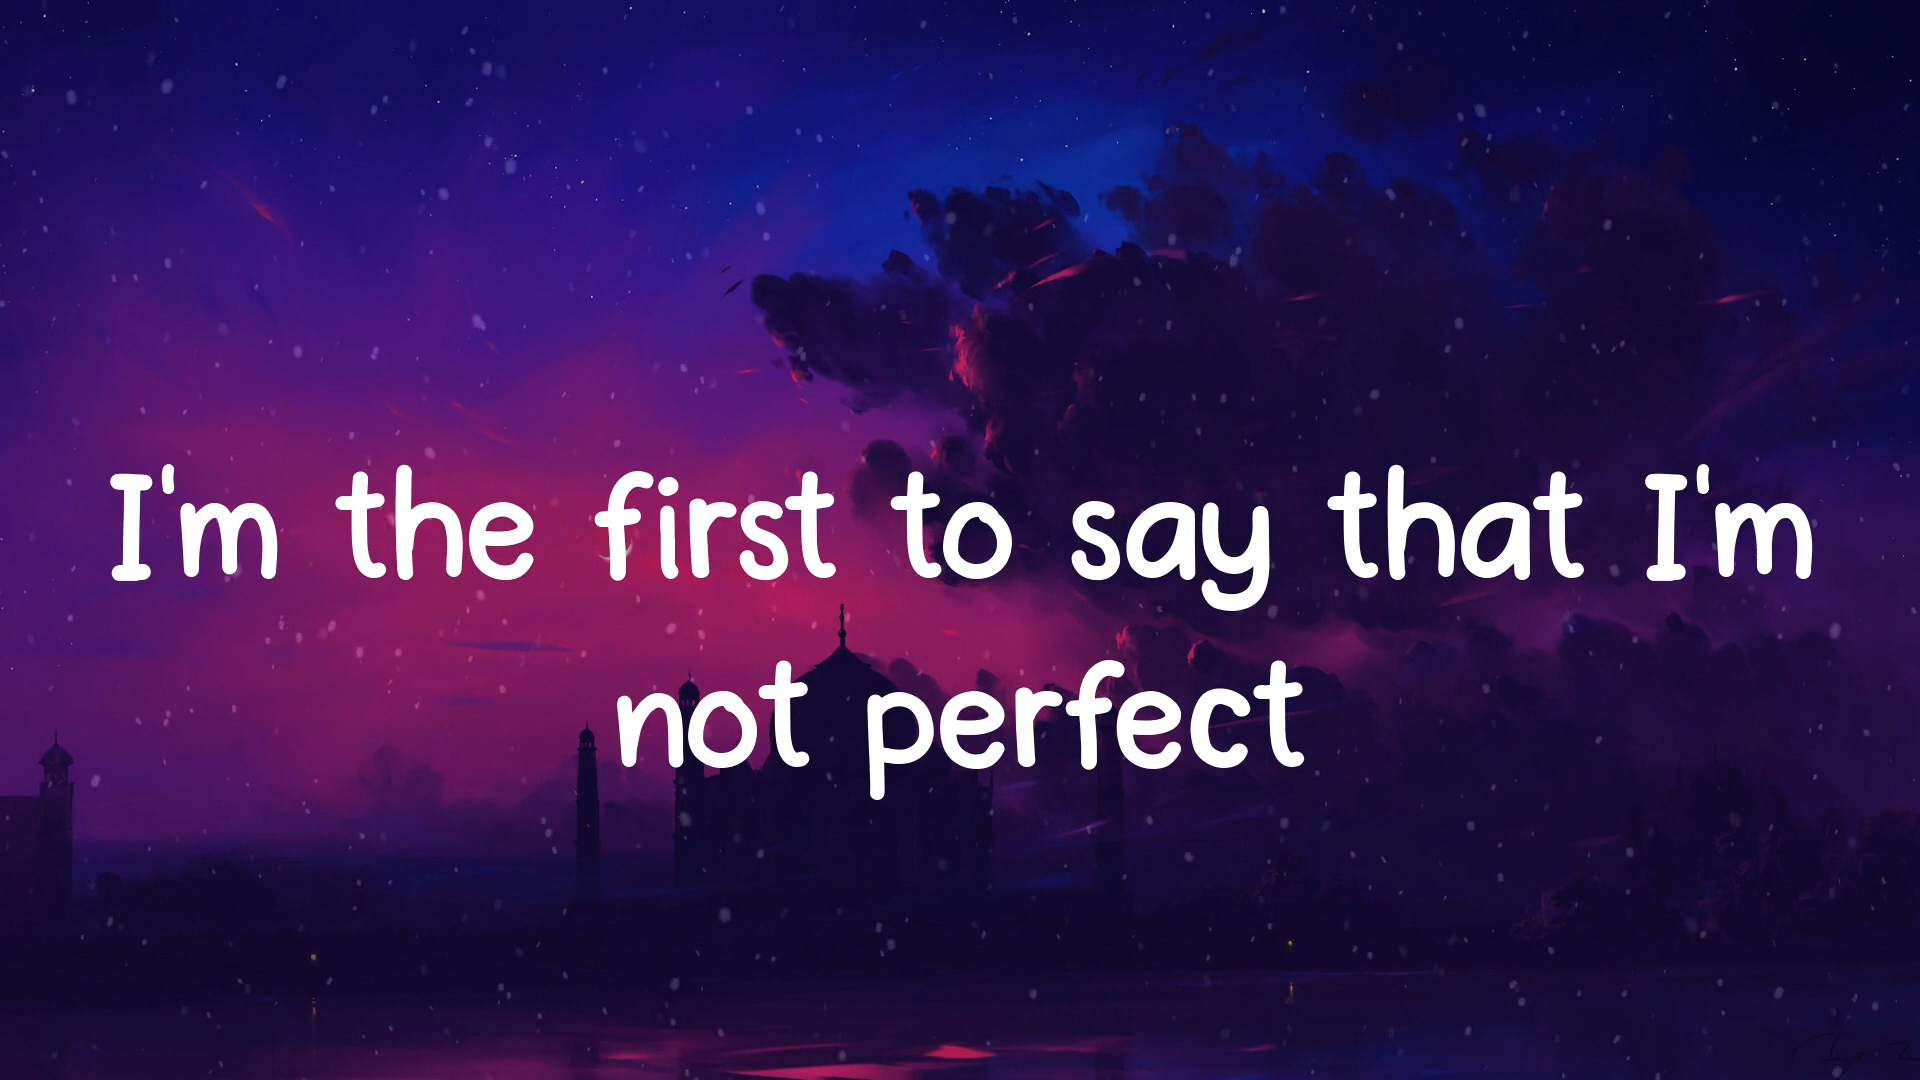 I'm the first to say that I'm
not perfect